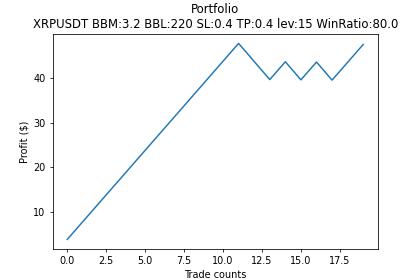 Portfolio
XRPUSDT BBM:3.2 BBL:220 SL:0.4 TP:0.4 lev:15 WinRatio:80.0
Profit ($)
40
30
20
10
0.0 2.5 5.0 7.5 10.0 12.5 15.0 17.5
Trade counts